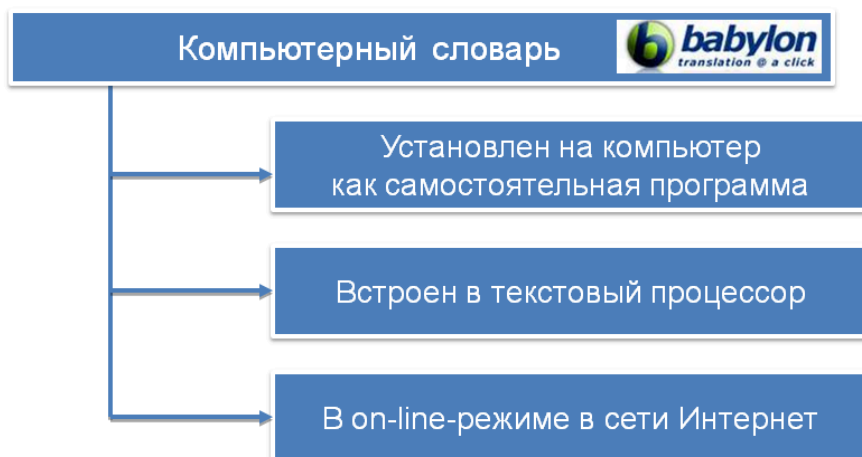 Компьютерный словарь
babylon
translation @ a click
Установлен на компьютер
как самостоятельная программа
Встроен в текстовый процессор
В on-line-режиме в сети Интернет